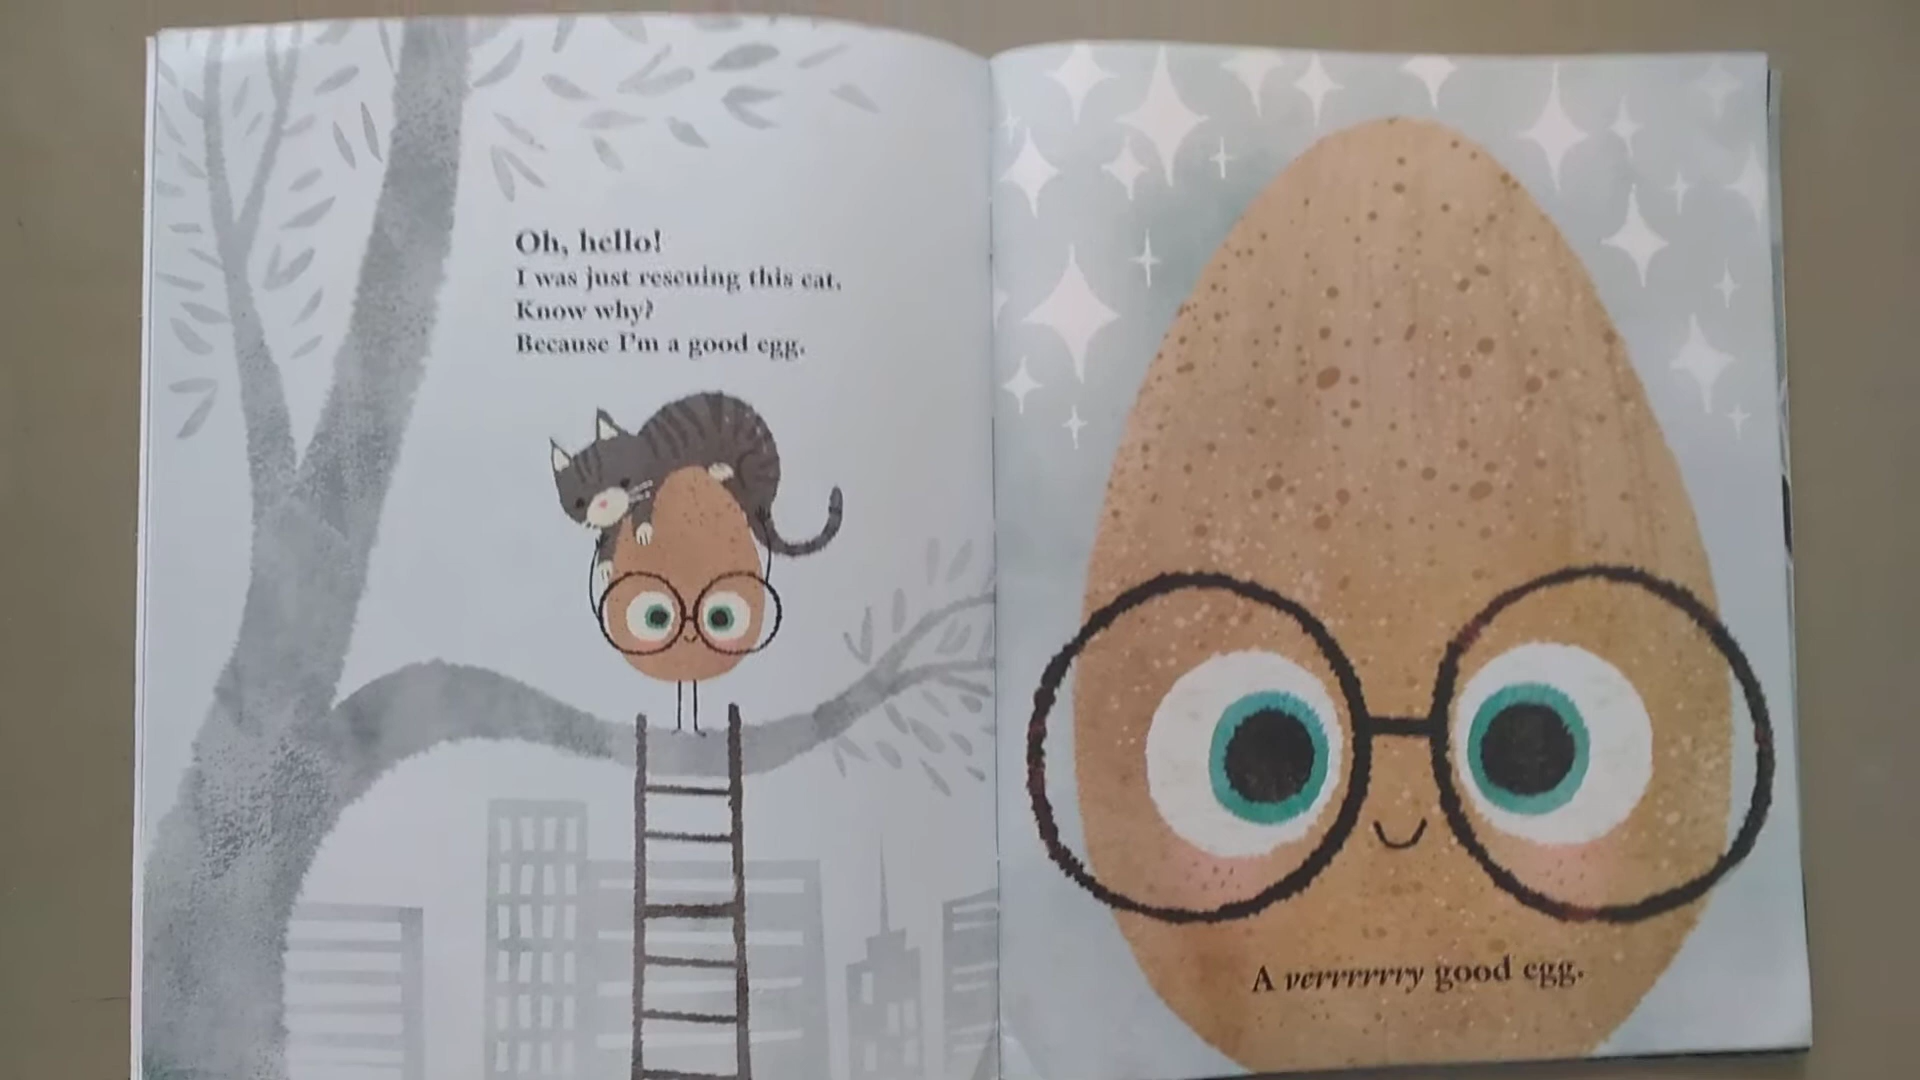 Oh, hello!
I was just rescuing this cat.
Know why?
Because I'm a good egg.
A verrrrrry good egg.